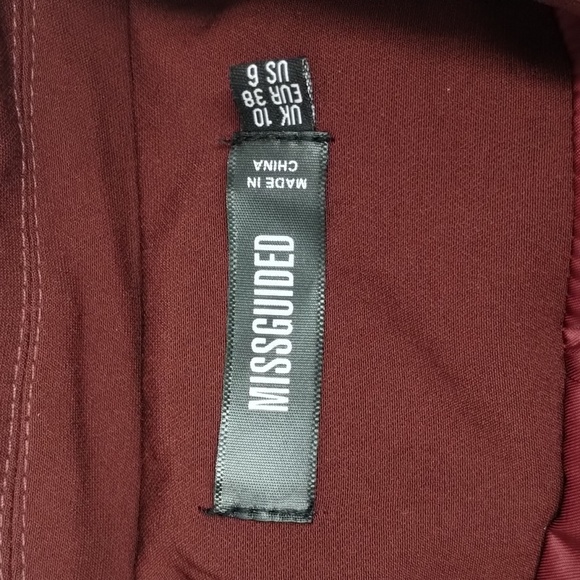 MISSGUIDED
MADE IN
CHINA
UK 10
EUR 38
US 6